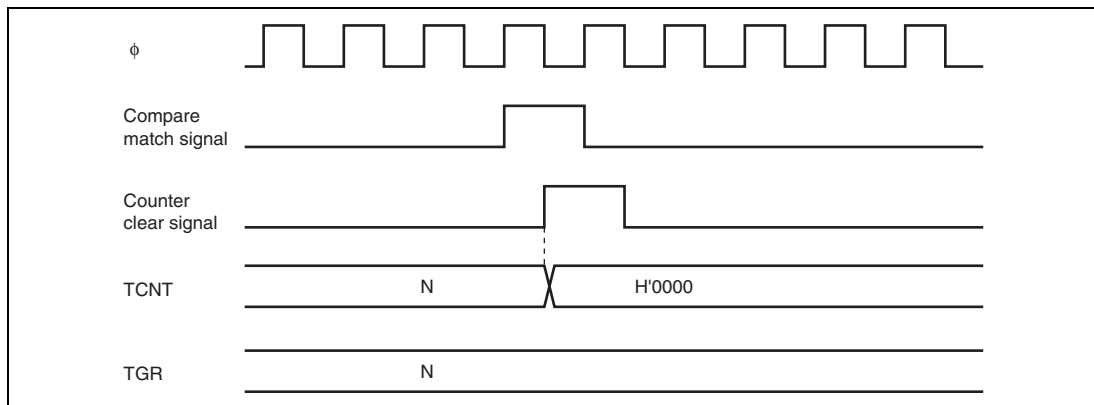 ϕ
Compare
match signal
Counter
clear signal
TCNT
N
H'0000
TGR
N